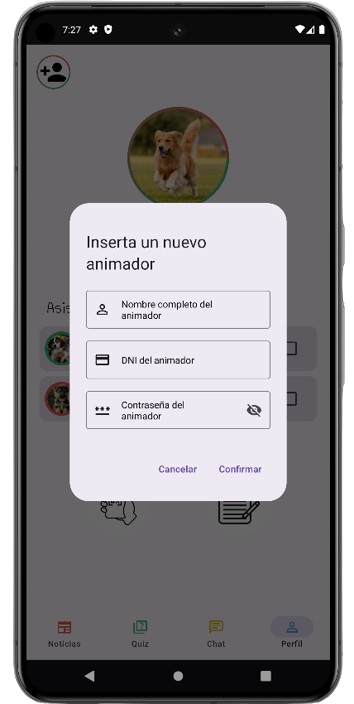 7:27
Inserta un nuevo
animador
Nombre completo del
animador
DNI del animador
Contraseña del
animador
Cancelar Confirmar
Noticias Quiz Chat Perfil